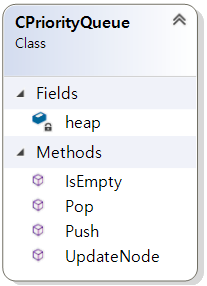 CPriorityQueue
Class
Fields
heap
Methods
IsEmpty
Pop
Push
UpdateNode